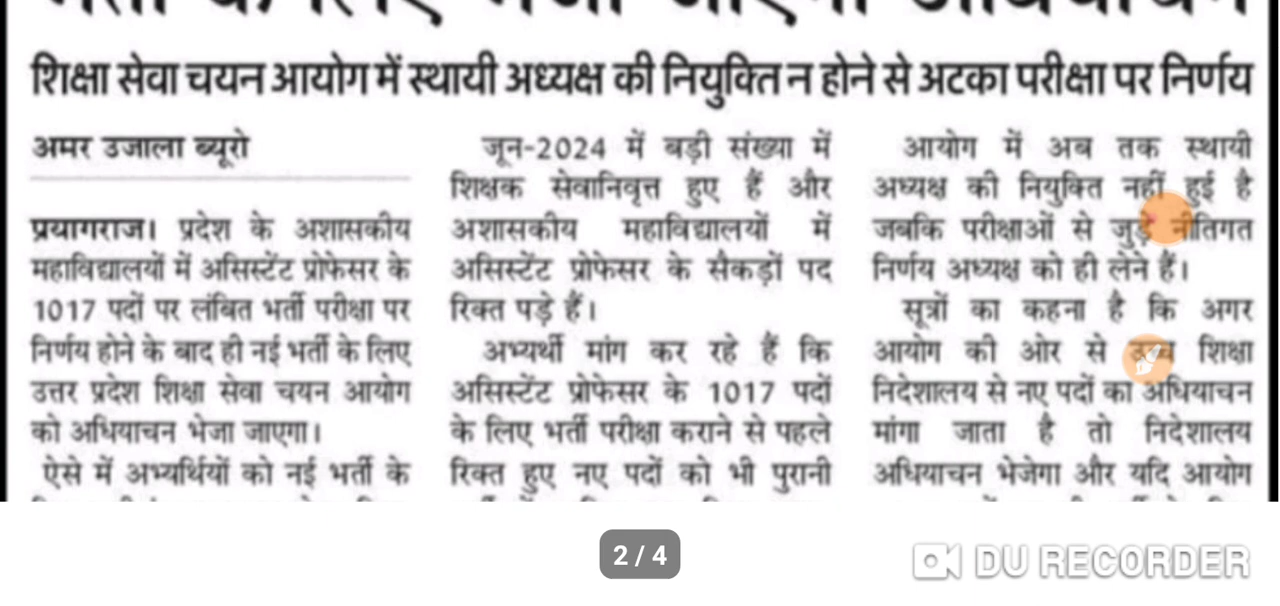 शिक्षा सेवा चयन आयोग में स्थायी अध्यक्ष की नियुक्ति न होने से अटका परीक्षा पर निर्णय
अमर उजाला ब्यूरो
प्रयागराज। प्रदेश के अशासकीय
महाविद्यालयों में असिस्टेंट प्रोफेसर के
1017 पदों पर लंबित भर्ती परीक्षा पर
निर्णय होने के बाद ही नई भर्ती के लिए
उत्तर प्रदेश शिक्षा सेवा चयन आयोग
को अधियाचन भेजा जाएगा।
ऐसे में अभ्यर्थियों को नई भर्ती के
जून-2024 में बड़ी संख्या में
शिक्षक सेवानिवृत्त हुए हैं और
अशासकीय महाविद्यालयों में
असिस्टेंट प्रोफेसर के सैकड़ों पद
रिक्त पड़े हैं।
अभ्यर्थी मांग कर रहे हैं कि
असिस्टेंट प्रोफेसर के 1017 पदों
के लिए भर्ती परीक्षा कराने से पहले
रिक्त हुए नए पदों को भी पुरानी
आयोग में अब तक स्थायी
अध्यक्ष की नियुक्ति नहीं हुई है
जबकि परीक्षाओं से जुड़े नीतिगत
निर्णय अध्यक्ष को ही लेने हैं।
सूत्रों का कहना है कि अगर
आयोग की ओर से उच्च शिक्षा
निदेशालय से नए पदों का अधियाचन
मांगा जाता है तो निदेशालय
अधियाचन भेजेगा और यदि आयोग
2 / 4
DU RECORDER